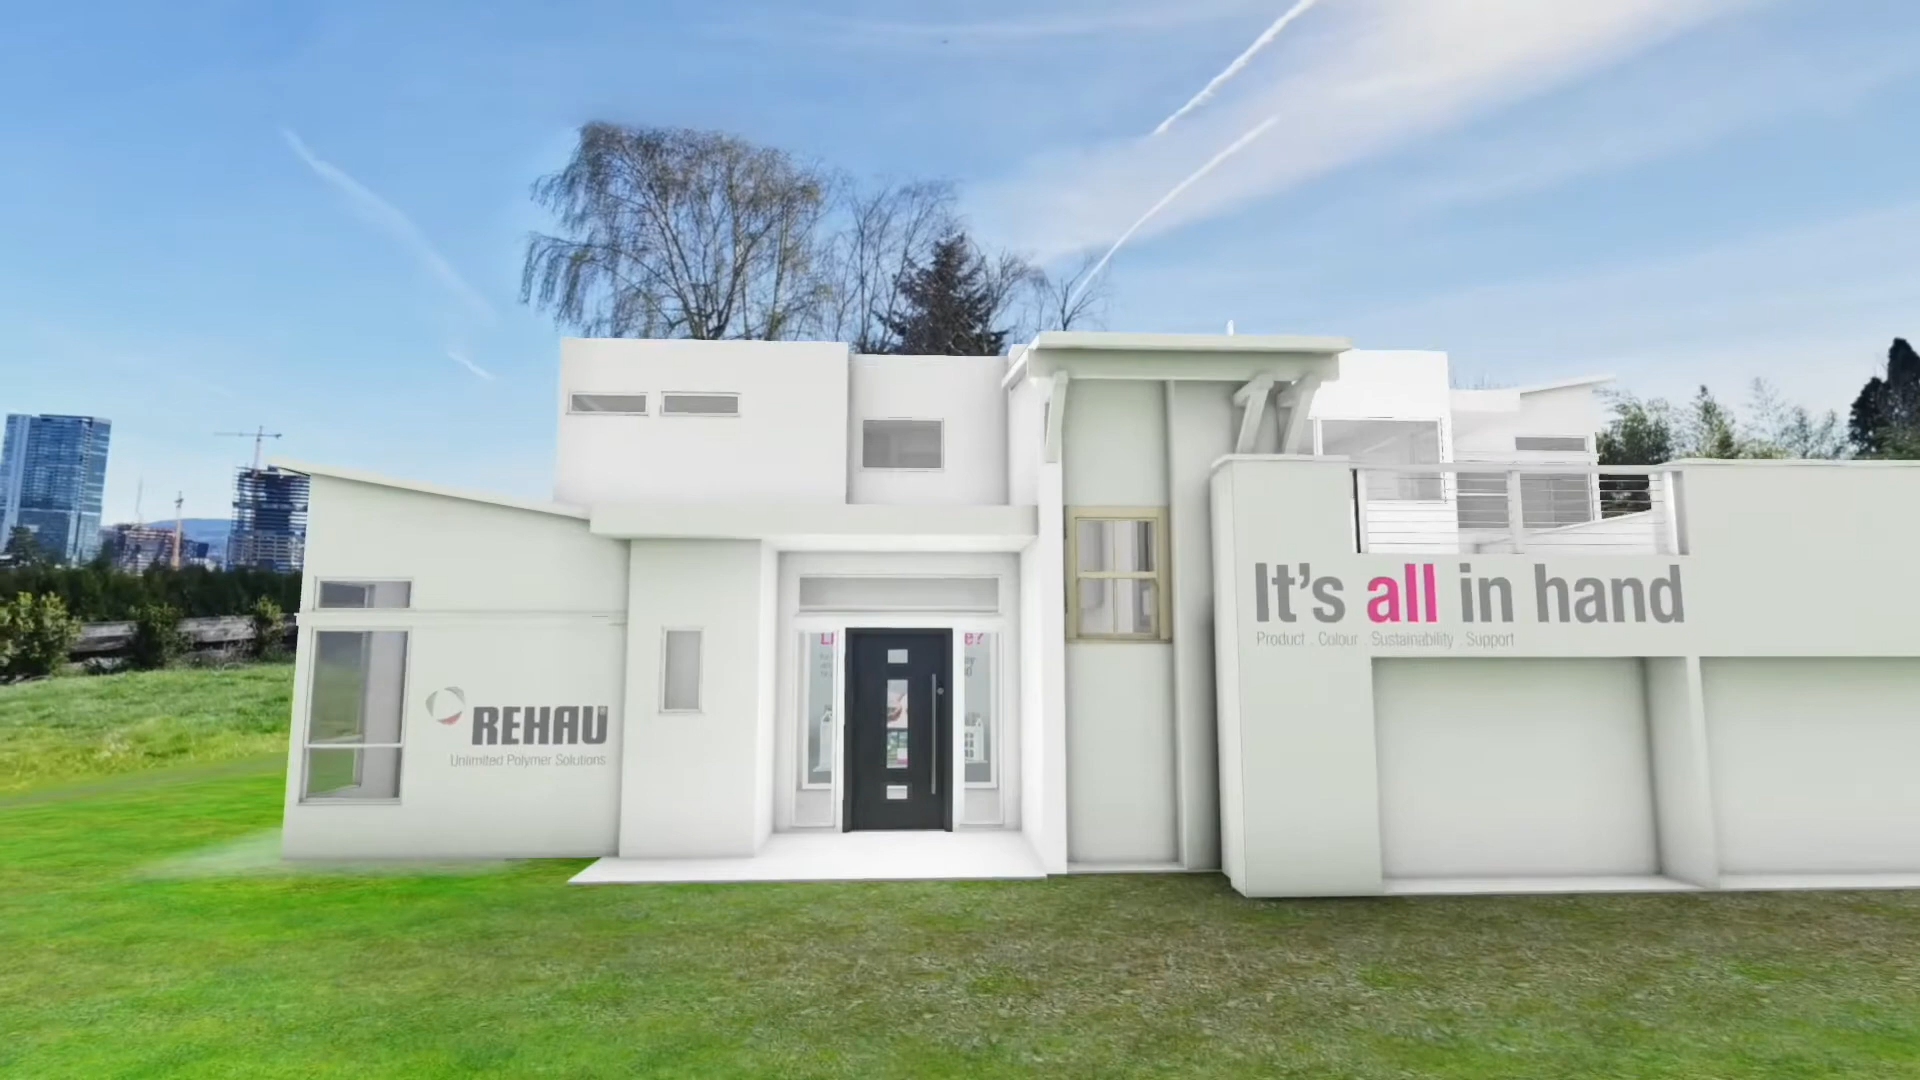 It's all in hand
Product . Colour . Sustainability . Support
REHAU
Unlimited Polymer Solutions